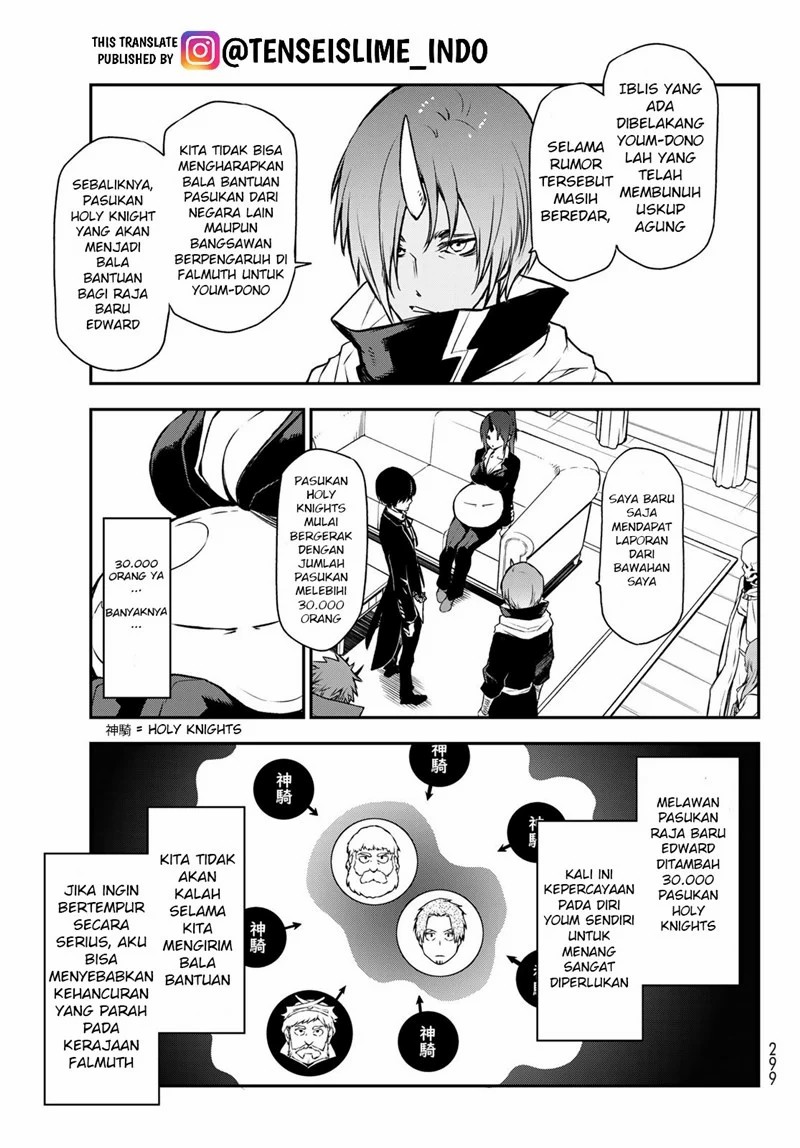 THIS TRANSLATE
PUBLISHED BY
@TENSEISLIME_INDO
IBLIS YANG
ADA
DIBELAKANG
YOUM-DONO
LAH YANG
TELAH
MEMBUNUH
USKUP
AGUNG
SELAMA
RUMOR
TERSEBUT
MASIH
BEREDAR,
KITA TIDAK BISA
MENGHARAPKAN
BALA BANTUAN
PASUKAN DARI
NEGARA LAIN
MAUPUN
BANGSAWAN
BERPENGARUH DI
FALMUTH UNTUK
YOUM-DONO
SEBALIKNYA,
PASUKAN
HOLY KNIGHT
YANG AKAN
MENJADI
BALA
BANTUAN
BAGI RAJA
BARU
EDWARD
SAYA BARU
SAJA
MENDAPAT
LAPORAN
DARI
BAWAHAN
SAYA
PASUKAN
HOLY
KNIGHTS
MULAI
BERGERAK
DENGAN
JUMLAH
PASUKAN
MELEBIHI
30.000
ORANG
30.000
ORANG YA
...
BANYAKNYA
...
神騎 = HOLY KNIGHTS
MELAWAN
PASUKAN
RAJA BARU
EDWARD
DITAMBAH
30.000
PASUKAN
HOLY
KNIGHTS
KALI INI
KEPERCAYAAN
PADA DIRI
YOUM SENDIRI
UNTUK
MENANG
SANGAT
DIPERLUKAN
神騎
神騎
神騎
神騎
神騎
神騎
KITA TIDAK
AKAN
KALAH
SELAMA
KITA
MENGIRIM
BALA
BANTUAN
JIKA INGIN
BERTEMPUR
SECARA
SERIUS, AKU
BISA
MENYEBABKAN
KEHANCURAN
YANG PARAH
PADA
KERAJAAN
FALMUTH
299